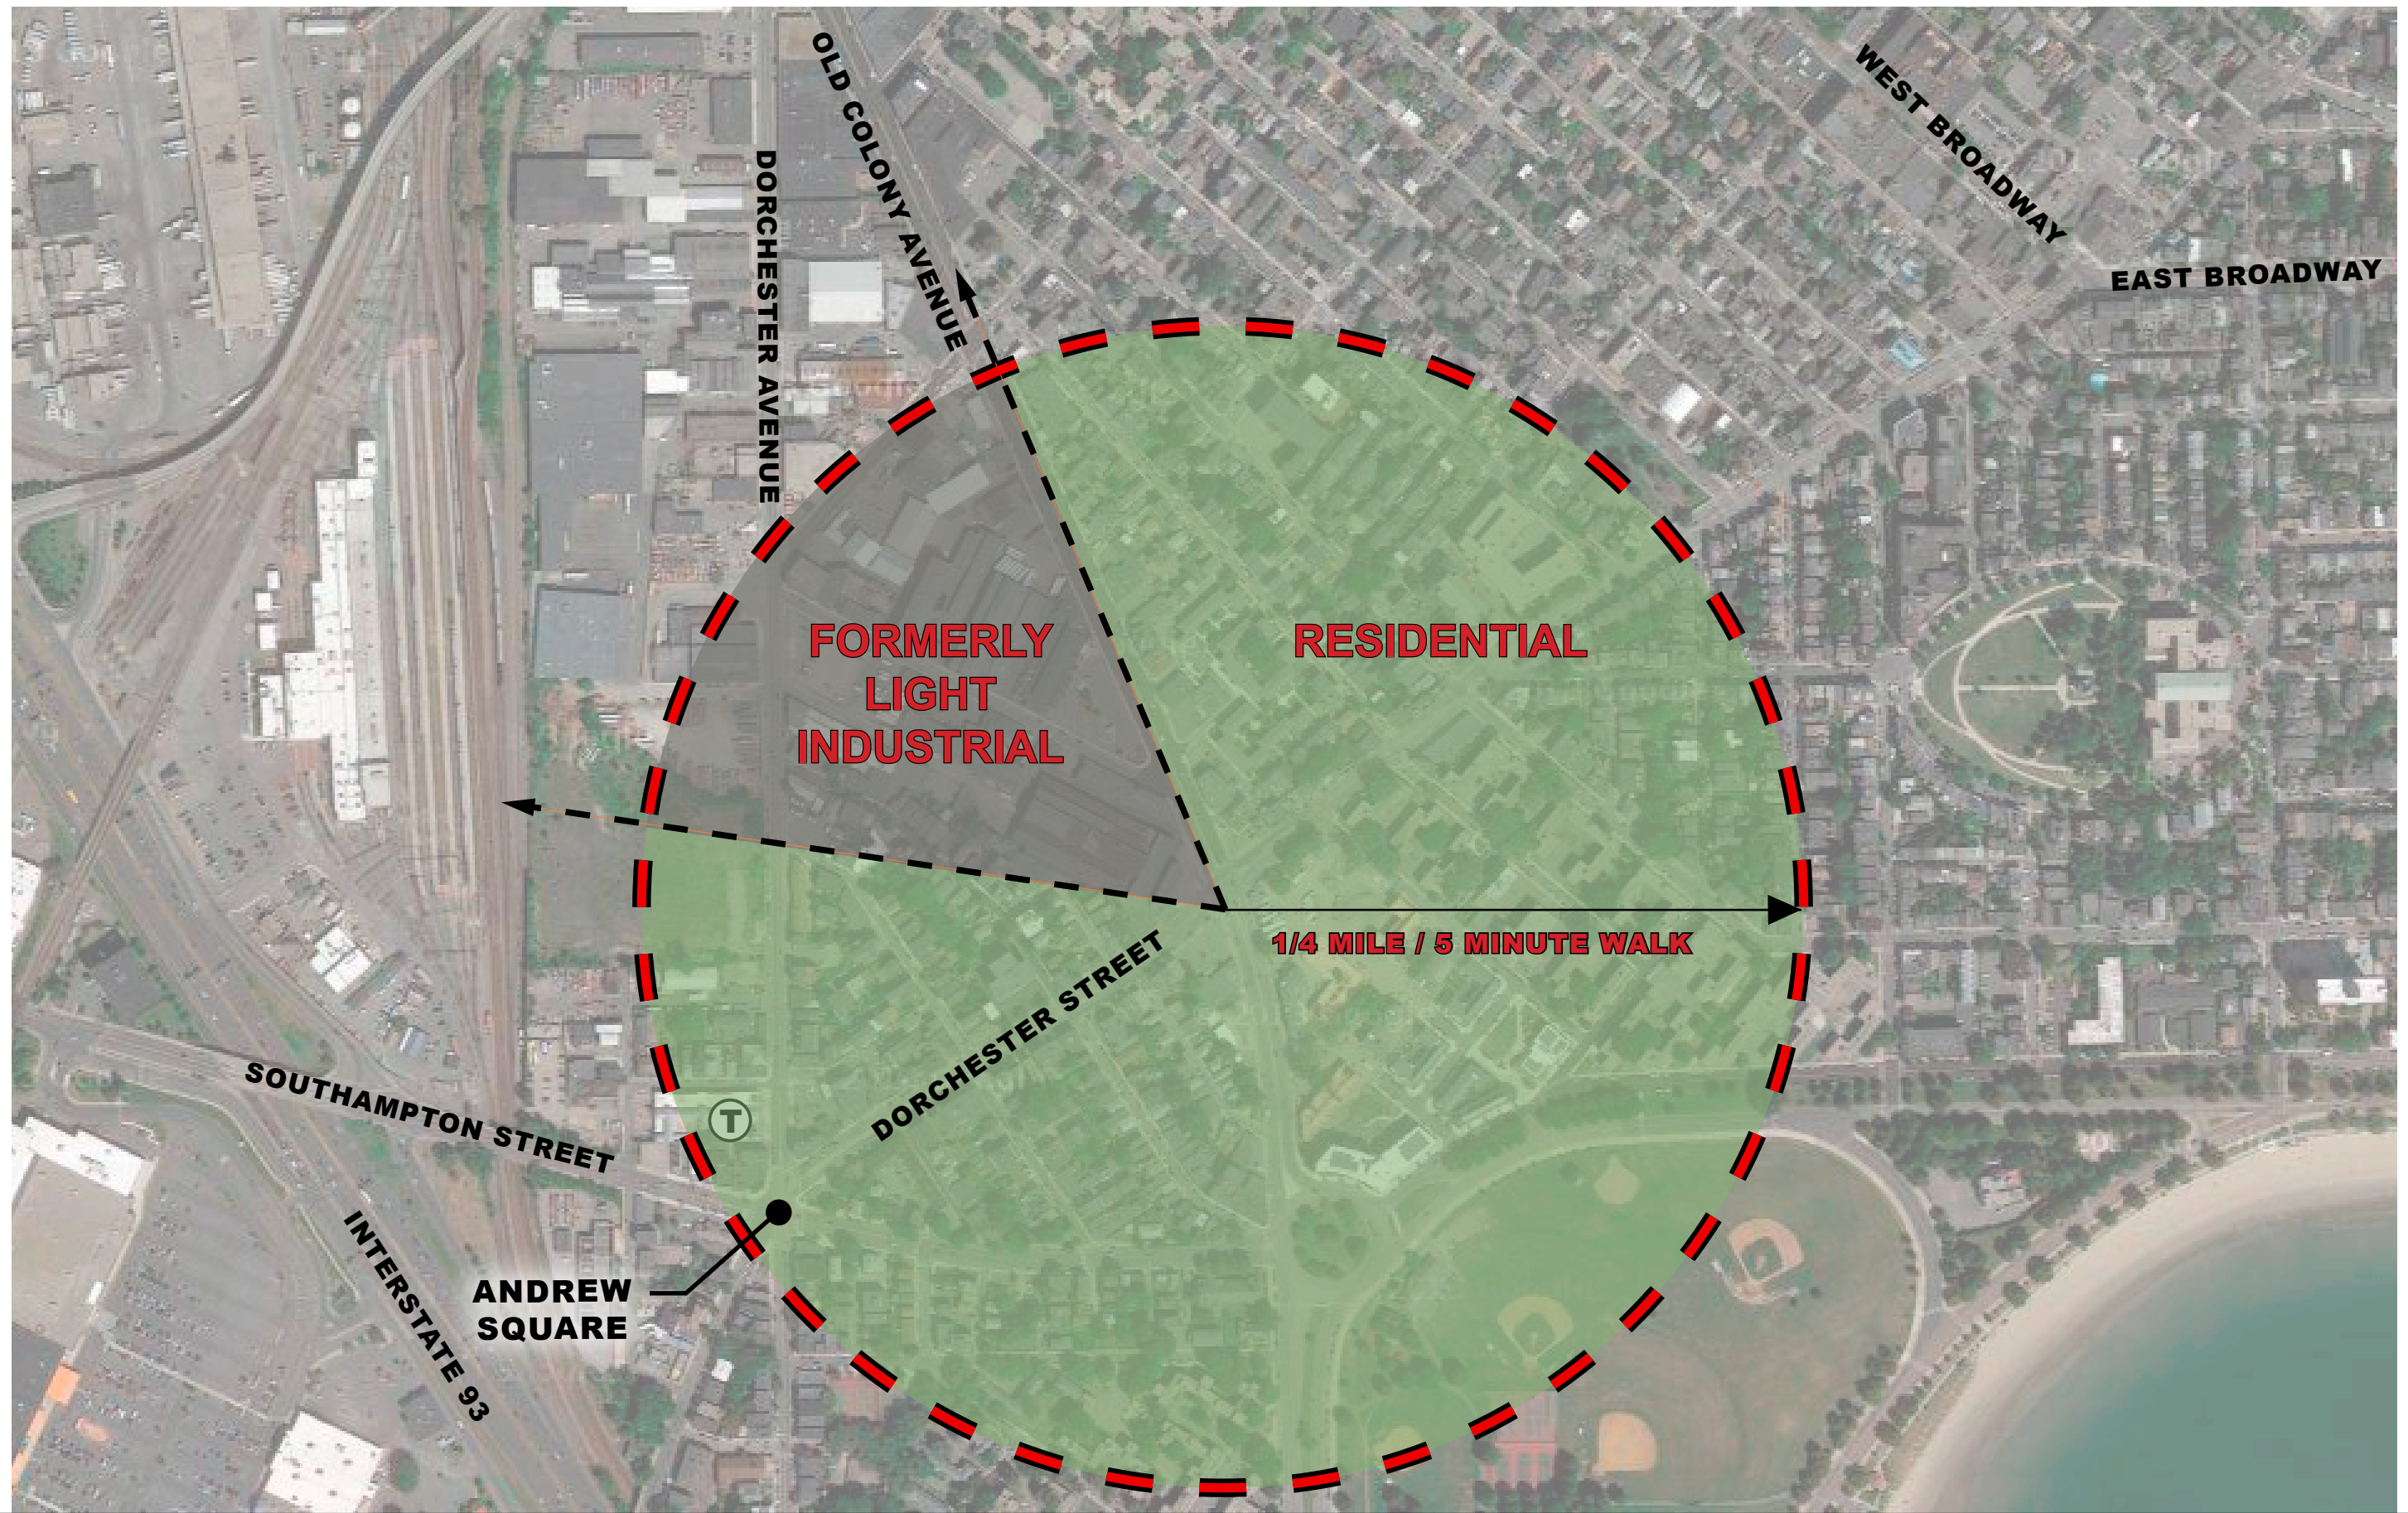 OLD COLONY AVENUE
WEST BROADWAY
DORCHESTER AVENUE
EAST BROADWAY
FORMERLY
LIGHT
INDUSTRIAL
RESIDENTIAL
1/4 MILE / 5 MINUTE WALK
DORCHESTER STREET
SOUTHAMPTON STREET
T
INTERSTATE 93
ANDREW
SQUARE